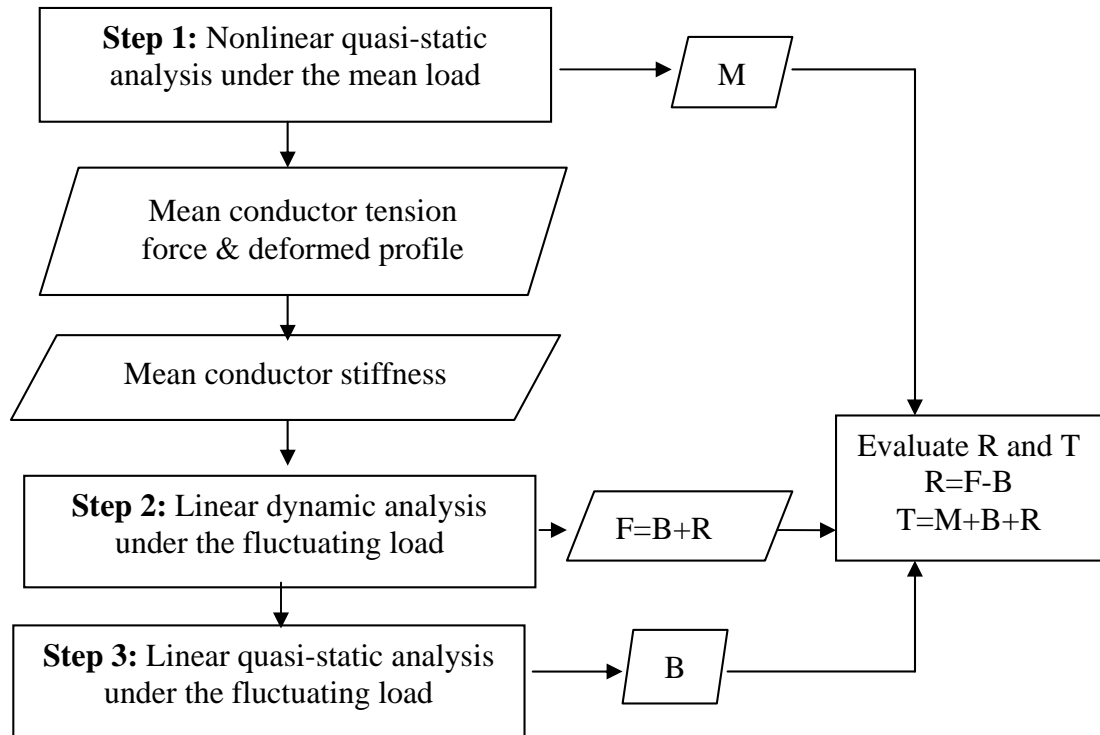 Step 1: Nonlinear quasi-static
analysis under the mean load
M
Mean conductor tension
force & deformed profile
Mean conductor stiffness
Step 2: Linear dynamic analysis
under the fluctuating load
F=B+R
Evaluate R and T
R=F-B
T=M+B+R
Step 3: Linear quasi-static analysis
under the fluctuating load
B